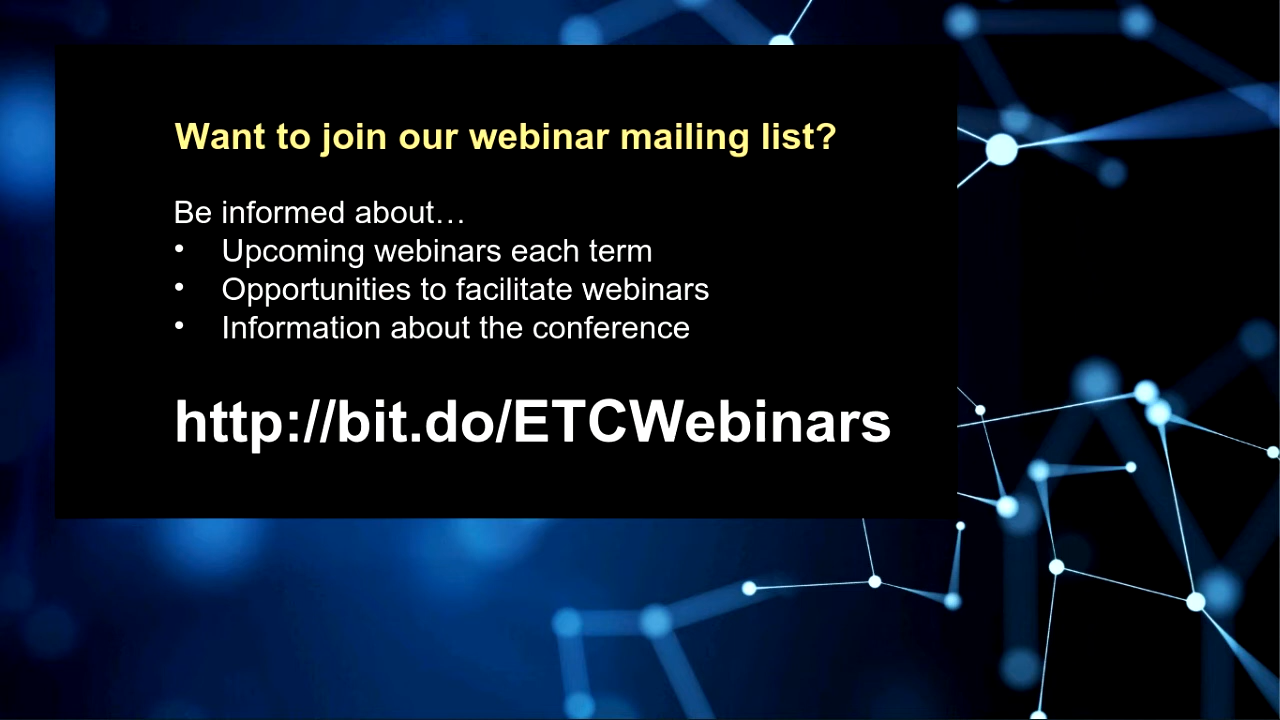 Want to join our webinar mailing list?
Be informed about…
• Upcoming webinars each term
• Opportunities to facilitate webinars
• Information about the conference
http://bit.do/ETCWebinars